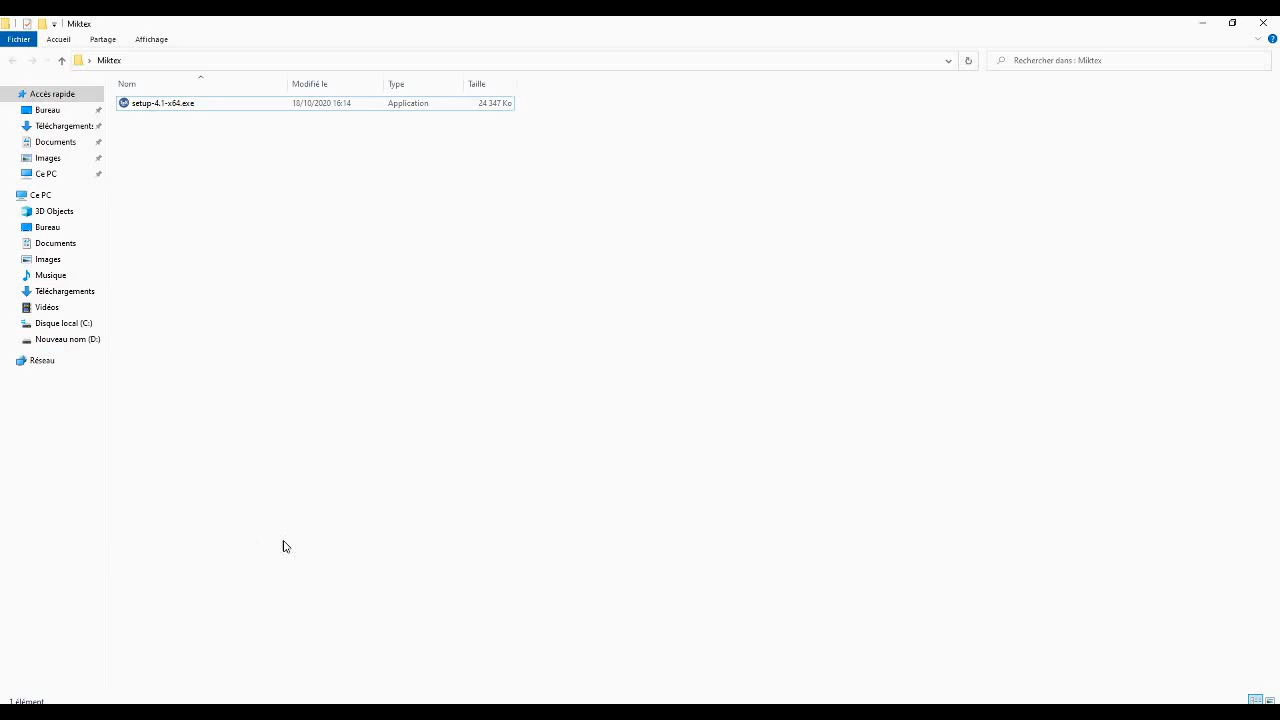 Miktex
Fichier Accueil Partage Affichage
Miktex
Rechercher dans : Miktex
Nom Modifié le Type Taille
setup-4.1-x64.exe 18/10/2020 16:14 Application 24 347 Ko
Accès rapide
Bureau
Téléchargements
Documents
Images
Ce PC
Ce PC
3D Objects
Bureau
Documents
Images
Musique
Téléchargements
Vidéos
Disque local (C:)
Nouveau nom (D:)
Réseau
1 élément